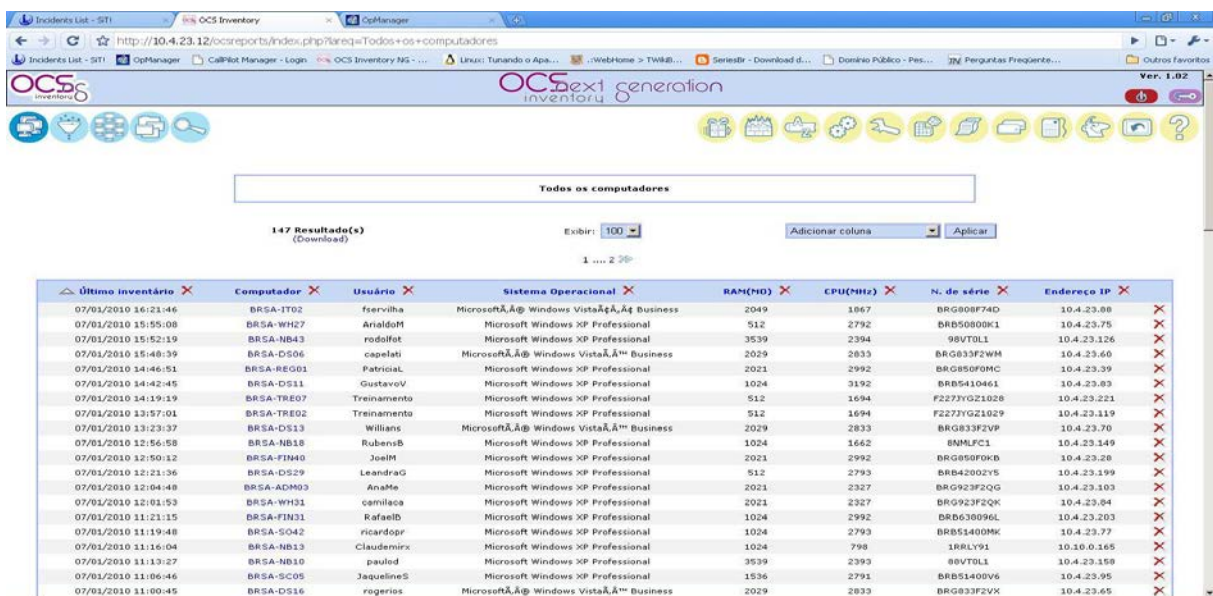 Incidents List - SiTi OCS Inventory OpManager
http://10.4.23.12/ocsreports/index.php?lareq=Todos+os+computadores
Incidents List - SiTi OpManager CallPilot Manager - Login OCS Inventory NG - ... Linux: Tunando o Apa... .:WebHome > TWikiB... SeriesBr - Download d... Domínio Público - Pes... Perguntas Freqüente... Outros favoritos
OCS inventory OCS next generation inventory Ver. 1.02
Todos os computadores
147 Resultado(s) Exibir: 100 Adicionar coluna Aplicar
(Download)
1 .... 2 >>
Último inventário Computador Usuário Sistema Operacional RAM(MO) CPU(MHz) N. de série Endereço IP
07/01/2010 16:21:46 BRSA-IT02 fservilha MicrosoftÃ‚Â® Windows VistaÃ¢â€žÂ¢ Business 2049 1867 BRG808F74D 10.4.23.88
07/01/2010 15:55:08 BRSA-WH27 ArialdoM Microsoft Windows XP Professional 512 2792 BRB50800K1 10.4.23.75
07/01/2010 15:52:19 BRSA-NB43 rodolfot Microsoft Windows XP Professional 3539 2394 98VT0L1 10.4.23.126
07/01/2010 15:48:39 BRSA-DS06 capelati MicrosoftÃ‚Â® Windows VistaÃ‚Â™ Business 2029 2833 BRG833F2WM 10.4.23.60
07/01/2010 14:46:51 BRSA-REG01 PatriciaL Microsoft Windows XP Professional 2021 2992 BRG850F0MC 10.4.23.39
07/01/2010 14:42:45 BRSA-DS11 GustavoV Microsoft Windows XP Professional 1024 3192 BRB5410461 10.4.23.83
07/01/2010 14:19:19 BRSA-TRE07 Treinamento Microsoft Windows XP Professional 512 1694 F227JYGZ1028 10.4.23.221
07/01/2010 13:57:01 BRSA-TRE02 Treinamento Microsoft Windows XP Professional 512 1694 F227JYGZ1029 10.4.23.119
07/01/2010 13:23:37 BRSA-DS13 Willians MicrosoftÃ‚Â® Windows VistaÃ‚Â™ Business 2029 2833 BRG833F2VP 10.4.23.70
07/01/2010 12:56:58 BRSA-NB18 RubensB Microsoft Windows XP Professional 1024 1662 8NMLFC1 10.4.23.149
07/01/2010 12:50:12 BRSA-FIN40 JoelM Microsoft Windows XP Professional 2021 2992 BRG850F0KB 10.4.23.28
07/01/2010 12:21:36 BRSA-DS29 LeandraG Microsoft Windows XP Professional 512 2793 BRB42002Y5 10.4.23.199
07/01/2010 12:04:48 BRSA-ADM03 AnaMe Microsoft Windows XP Professional 2021 2327 BRG923F2QG 10.4.23.103
07/01/2010 12:01:53 BRSA-WH31 camilaca Microsoft Windows XP Professional 2021 2327 BRG923F2QK 10.4.23.84
07/01/2010 11:21:15 BRSA-FIN31 RafaelB Microsoft Windows XP Professional 1024 2992 BRB638096L 10.4.23.203
07/01/2010 11:19:48 BRSA-SO42 ricardopr Microsoft Windows XP Professional 1024 2793 BRB51400MK 10.4.23.77
07/01/2010 11:16:04 BRSA-NB13 Claudemirx Microsoft Windows XP Professional 1024 798 1RRLY91 10.10.0.165
07/01/2010 11:13:27 BRSA-NB10 paulod Microsoft Windows XP Professional 3539 2393 88VT0L1 10.4.23.158
07/01/2010 11:06:46 BRSA-SC05 JaquelineS Microsoft Windows XP Professional 1536 2791 BRB51400V6 10.4.23.95
07/01/2010 11:00:45 BRSA-DS16 rogerios MicrosoftÃ‚Â® Windows VistaÃ‚Â™ Business 2029 2833 BRG833F2VX 10.4.23.65